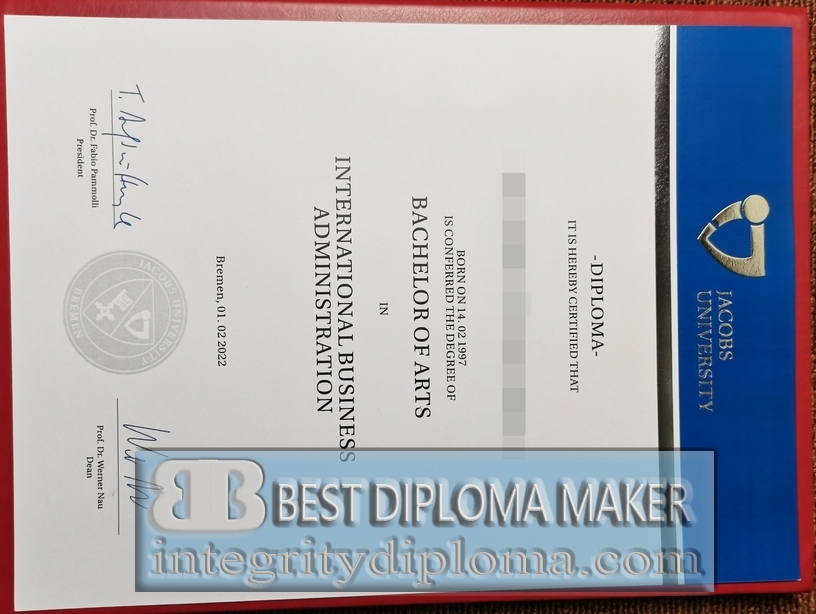 JACOBS
UNIVERSITY
-DIPLOMA-
IT IS HEREBY CERTIFIED THAT
BORN ON 14. 02 1997
IS CONFERRED THE DEGREE OF
BACHELOR OF ARTS
IN
INTERNATIONAL BUSINESS
ADMINISTRATION
Bremen, 01. 02 2022
Prof. Dr. Fabio Pammolli
President
JACOBS UNIVERSITY
BREMEN
Prof. Dr. Werner Nau
Dean
BB BEST DIPLOMA MAKER
integritydiploma.com